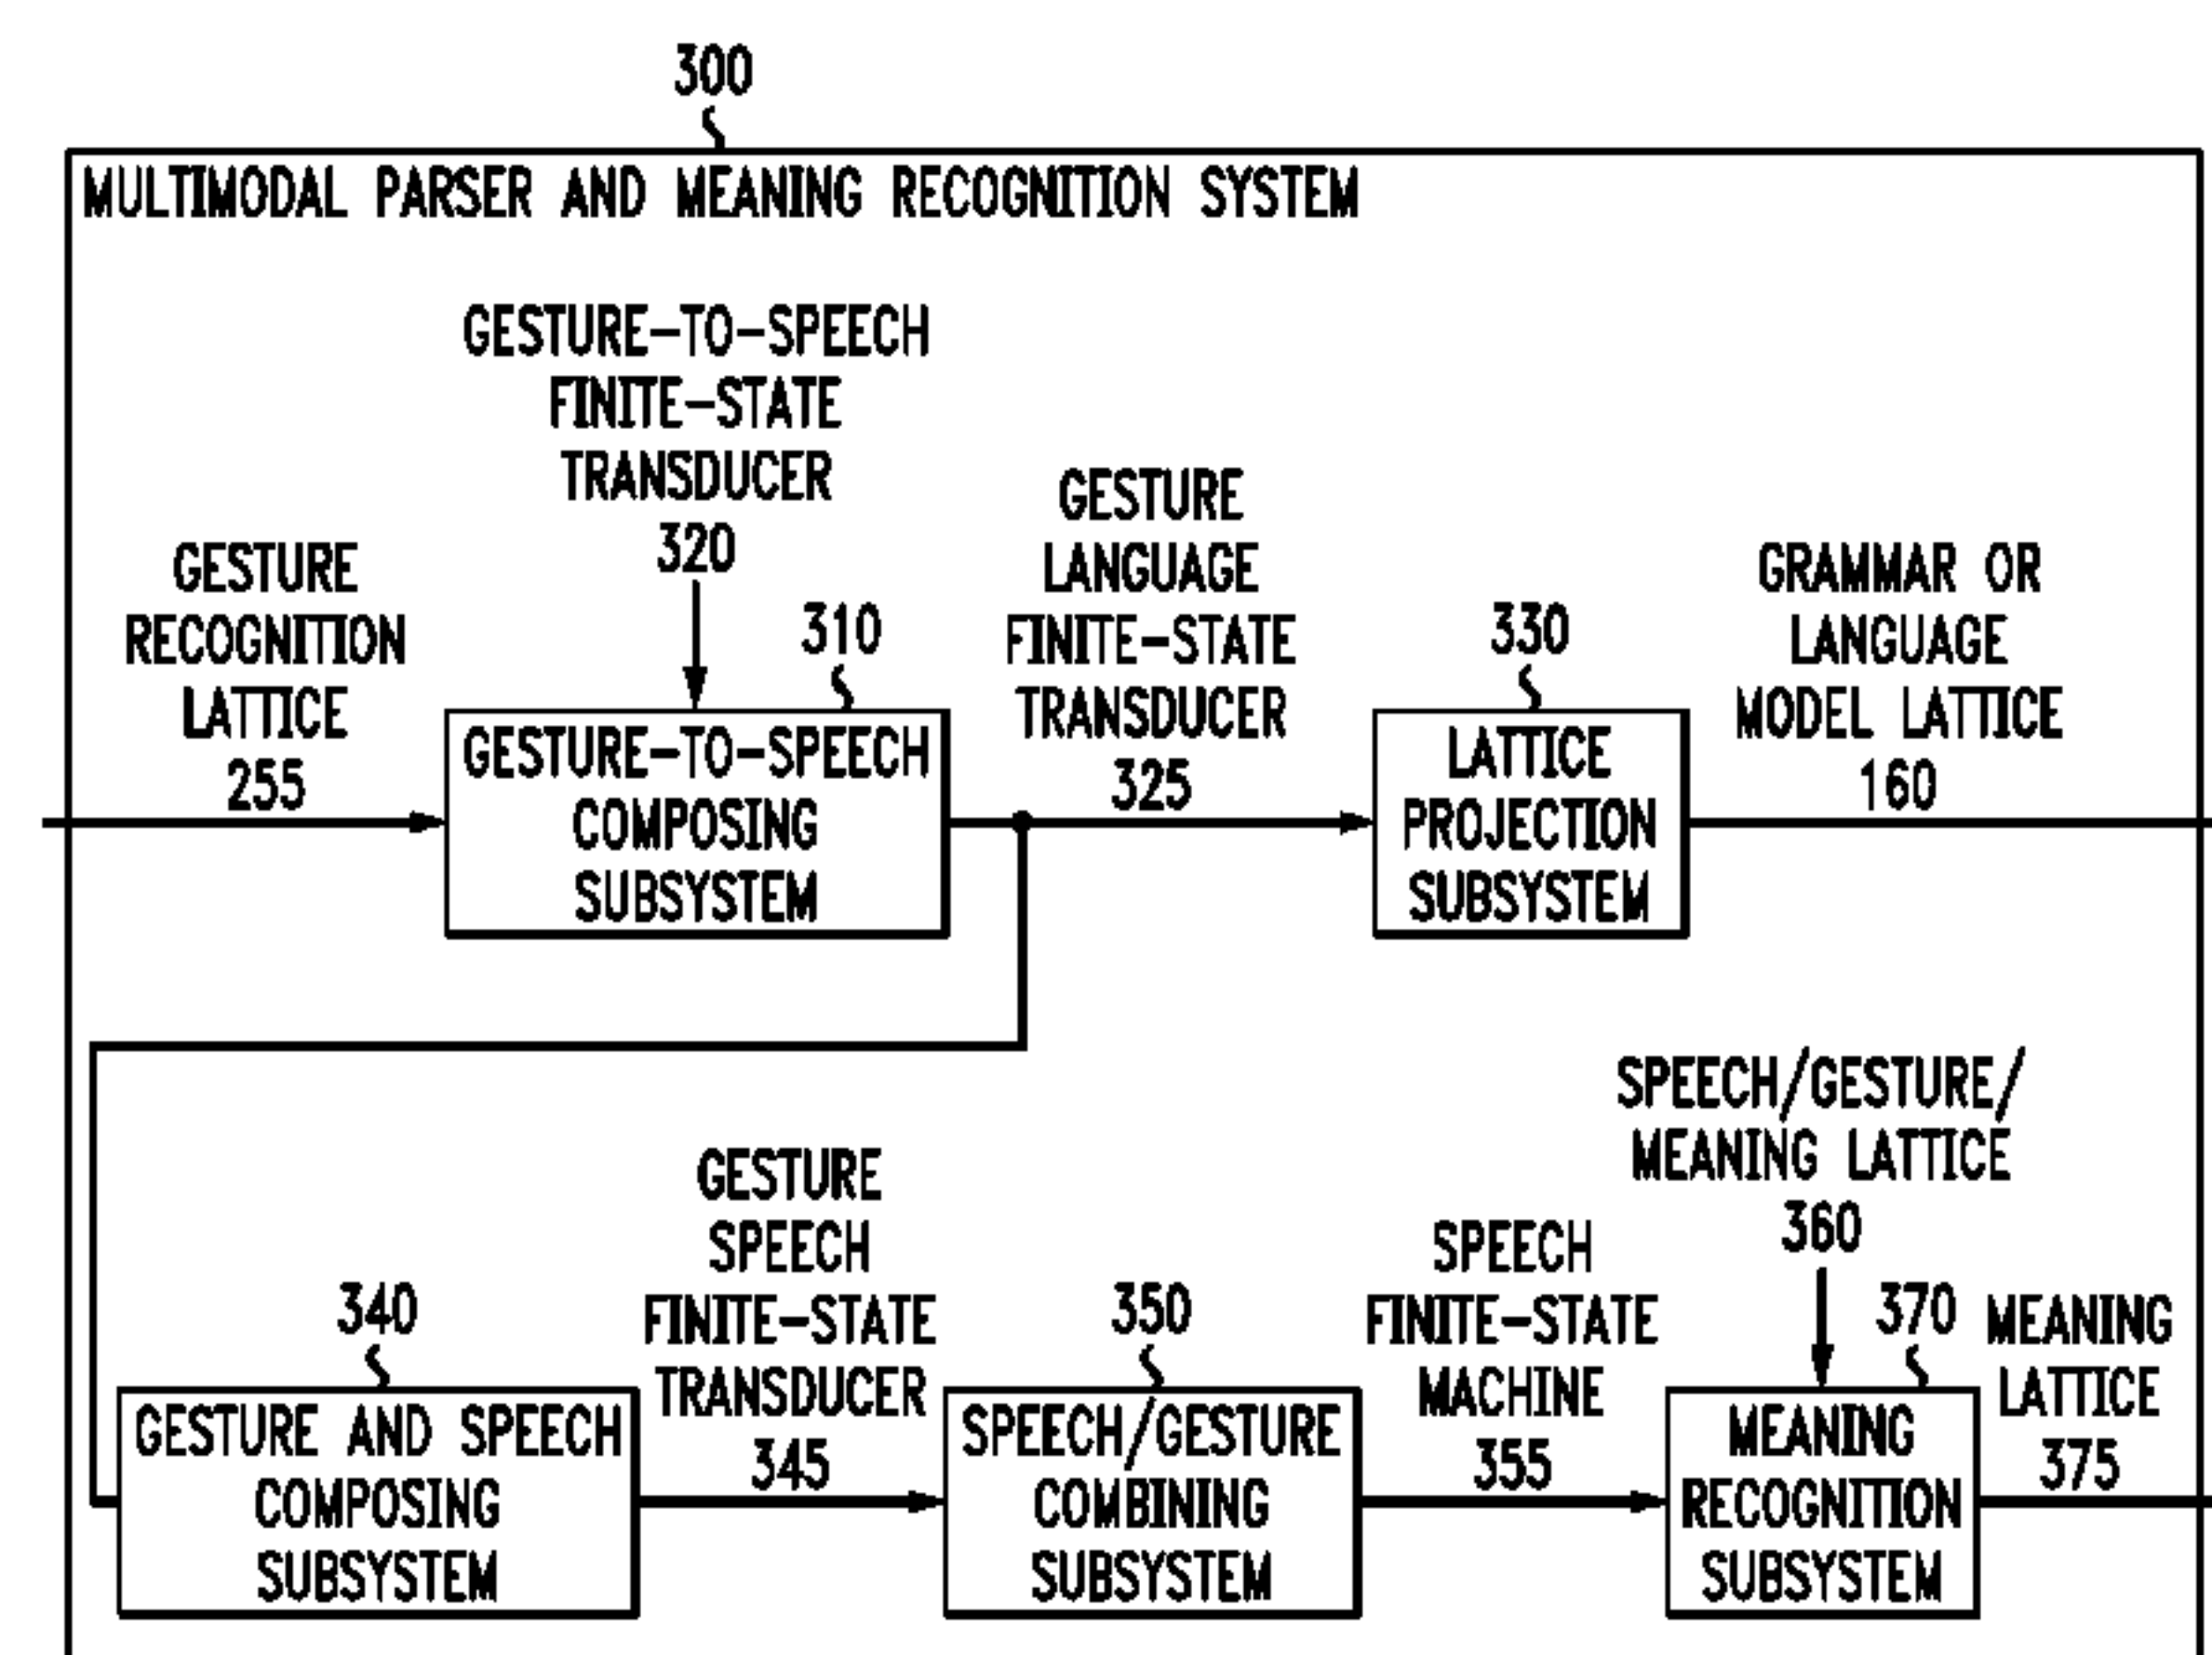 300
MULTIMODAL PARSER AND MEANING RECOGNITION SYSTEM
GESTURE-TO-SPEECH
FINITE-STATE
TRANSDUCER
320
GESTURE
RECOGNITION
LATTICE
255
310
GESTURE-TO-SPEECH
COMPOSING
SUBSYSTEM
GESTURE
LANGUAGE
FINITE-STATE
TRANSDUCER
325
330
LATTICE
PROJECTION
SUBSYSTEM
GRAMMAR OR
LANGUAGE
MODEL LATTICE
160
340
GESTURE AND SPEECH
COMPOSING
SUBSYSTEM
GESTURE
SPEECH
FINITE-STATE
TRANSDUCER
345
350
SPEECH/GESTURE
COMBINING
SUBSYSTEM
SPEECH
FINITE-STATE
MACHINE
355
SPEECH/GESTURE/
MEANING LATTICE
360
370
MEANING
RECOGNITION
SUBSYSTEM
MEANING
LATTICE
375